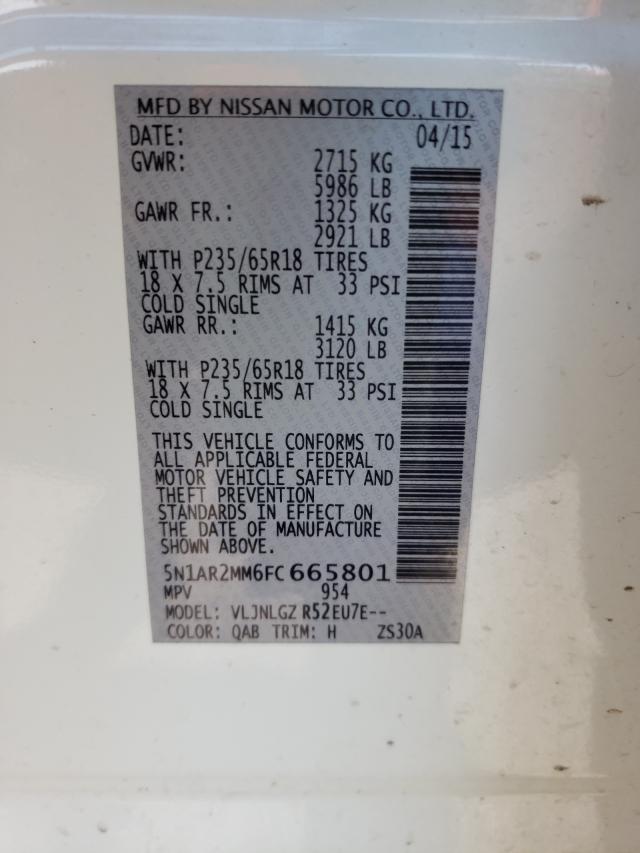 MFD BY NISSAN MOTOR CO., LTD.
DATE: 04/15
GVWR: 2715 KG
5986 LB
GAWR FR.: 1325 KG
2921 LB
WITH P235/65R18 TIRES
18 X 7.5 RIMS AT 33 PSI
COLD SINGLE
GAWR RR.: 1415 KG
3120 LB
WITH P235/65R18 TIRES
18 X 7.5 RIMS AT 33 PSI
COLD SINGLE
THIS VEHICLE CONFORMS TO
ALL APPLICABLE FEDERAL
MOTOR VEHICLE SAFETY AND
THEFT PREVENTION
STANDARDS IN EFFECT ON
THE DATE OF MANUFACTURE
SHOWN ABOVE.
5N1AR2MM6FC665801
MPV 954
MODEL: VLJNLGZ R52EU7E--
COLOR: QAB TRIM: H ZS30A